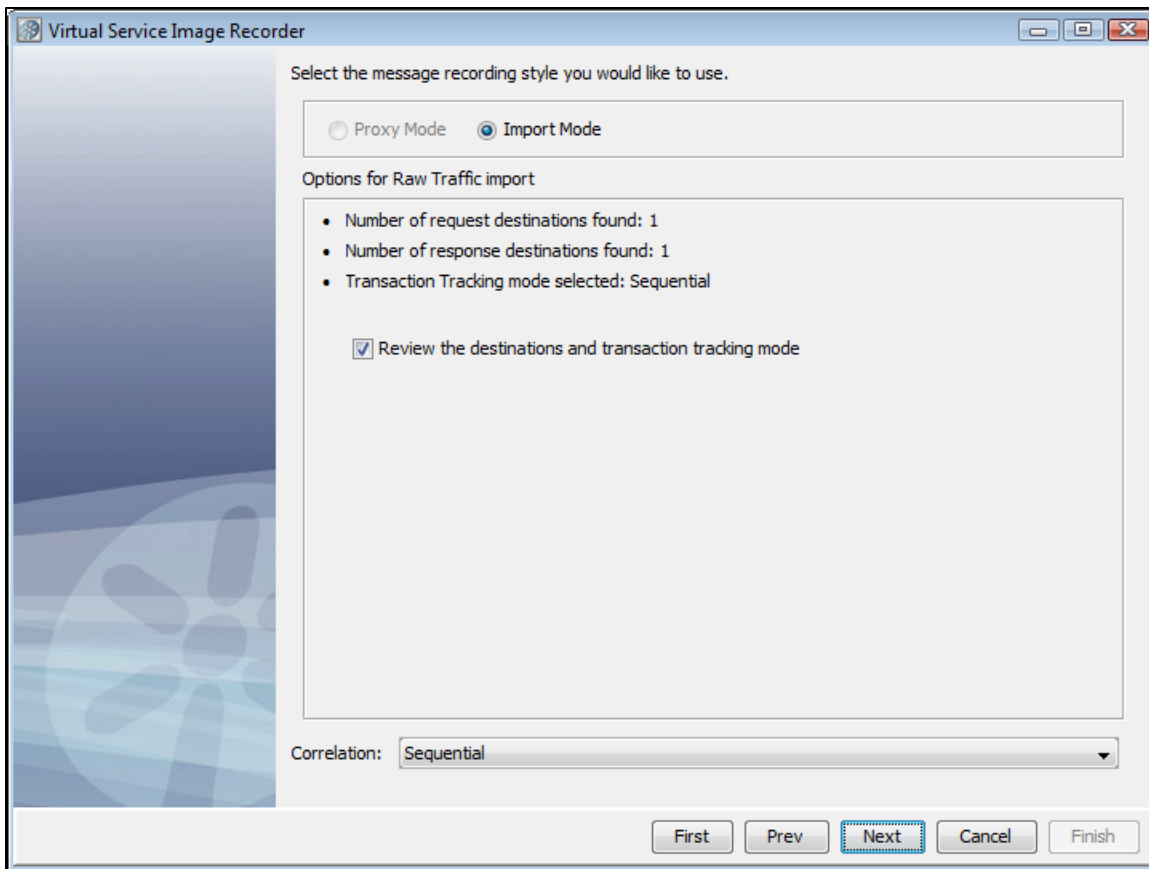 Virtual Service Image Recorder
Select the message recording style you would like to use.
Proxy Mode Import Mode
Options for Raw Traffic import
• Number of request destinations found: 1
• Number of response destinations found: 1
• Transaction Tracking mode selected: Sequential
Review the destinations and transaction tracking mode
Correlation: Sequential
First Prev Next Cancel Finish